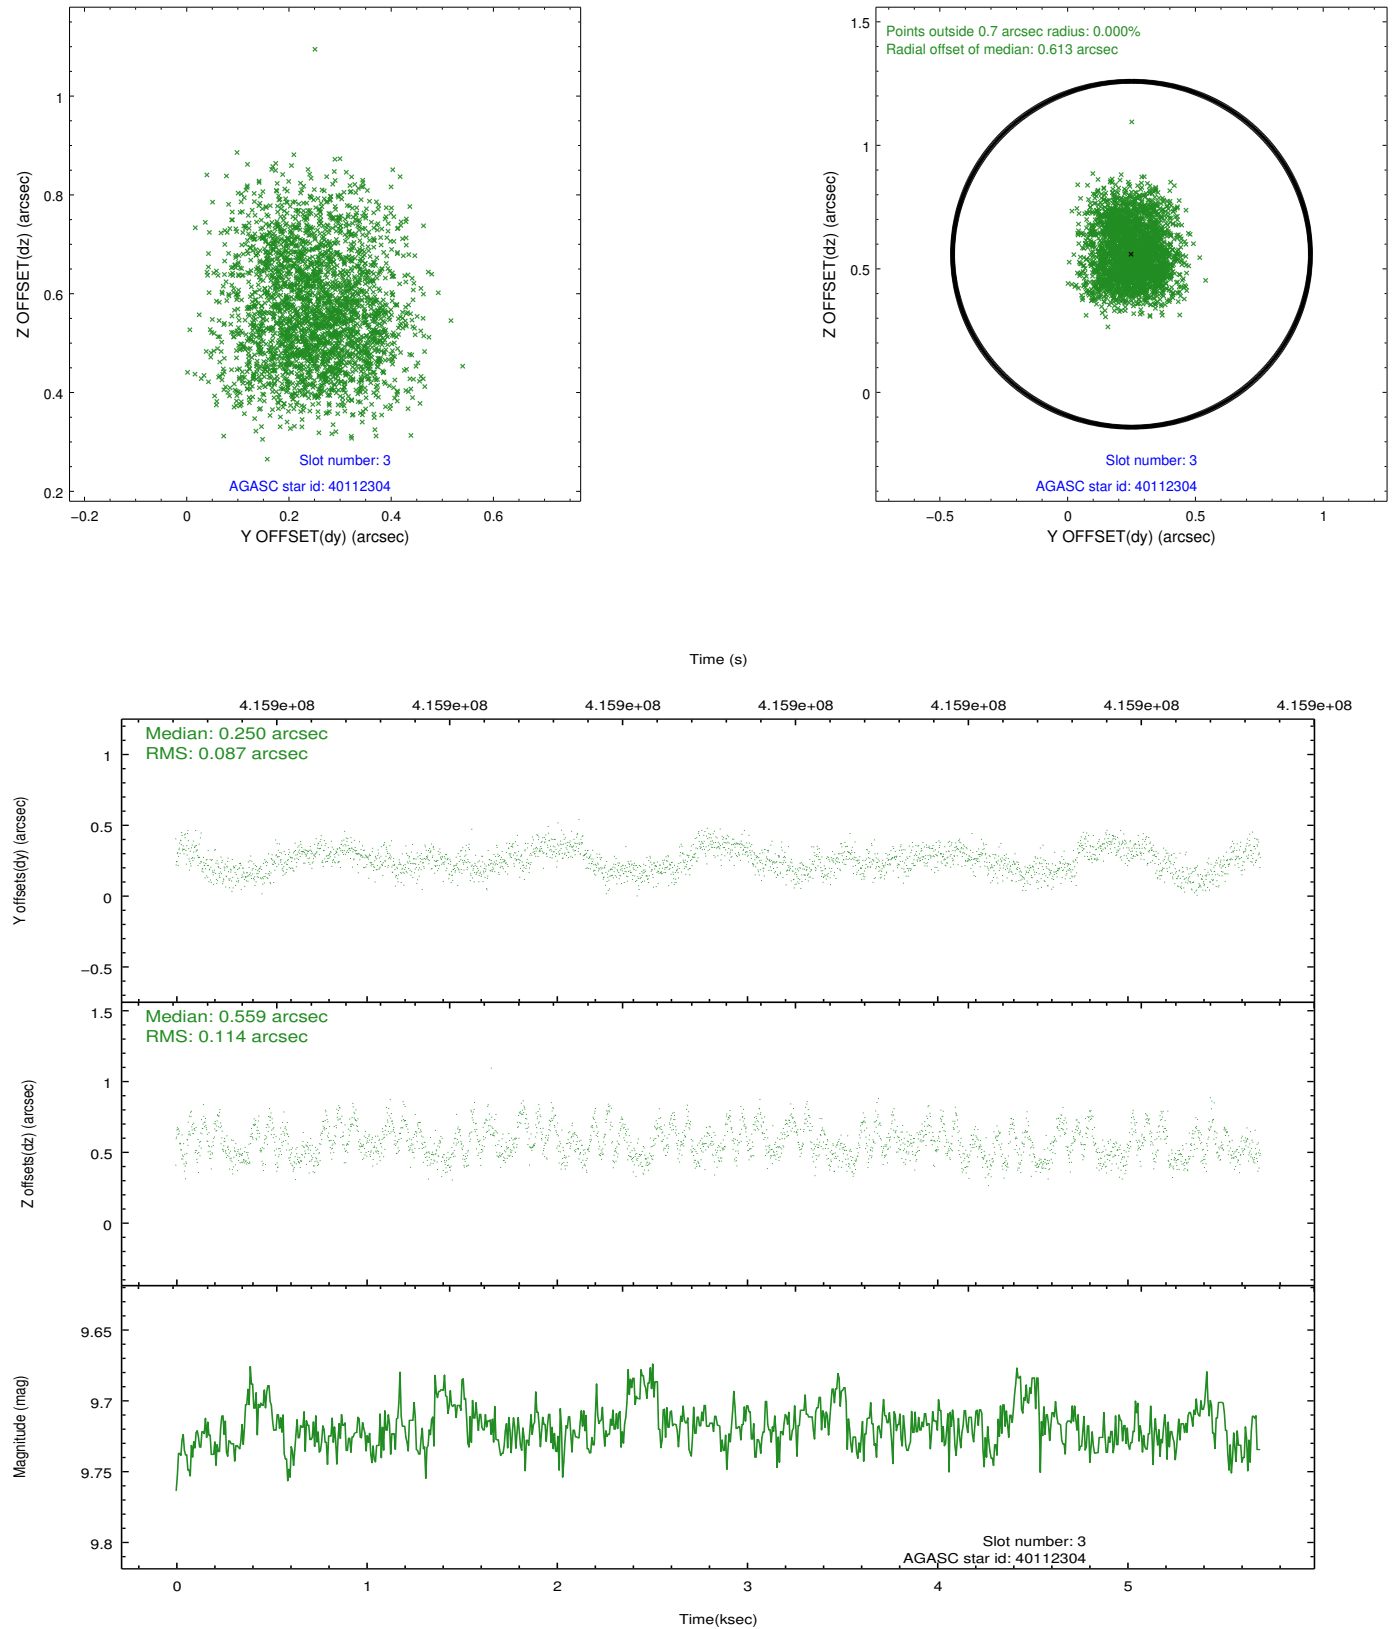 1
0.8
0.6
0.4
0.2
−0.2
0
0.2
0.4
0.6
Z OFFSET(dz) (arcsec)
Y OFFSET(dy) (arcsec)
Slot number: 3
AGASC star id: 40112304
Points outside 0.7 arcsec radius: 0.000%
Radial offset of median: 0.613 arcsec
1.5
1
0.5
0
−0.5
0
0.5
1
Z OFFSET(dz) (arcsec)
Y OFFSET(dy) (arcsec)
Slot number: 3
AGASC star id: 40112304
Time (s)
4.159e+08
4.159e+08
4.159e+08
4.159e+08
4.159e+08
4.159e+08
4.159e+08
Median: 0.250 arcsec
RMS: 0.087 arcsec
1
0.5
0
−0.5
Y offsets(dy) (arcsec)
Median: 0.559 arcsec
RMS: 0.114 arcsec
1.5
1
0.5
0
Z offsets(dz) (arcsec)
9.65
9.7
9.75
9.8
Magnitude (mag)
Slot number: 3
AGASC star id: 40112304
0
1
2
3
4
5
Time(ksec)